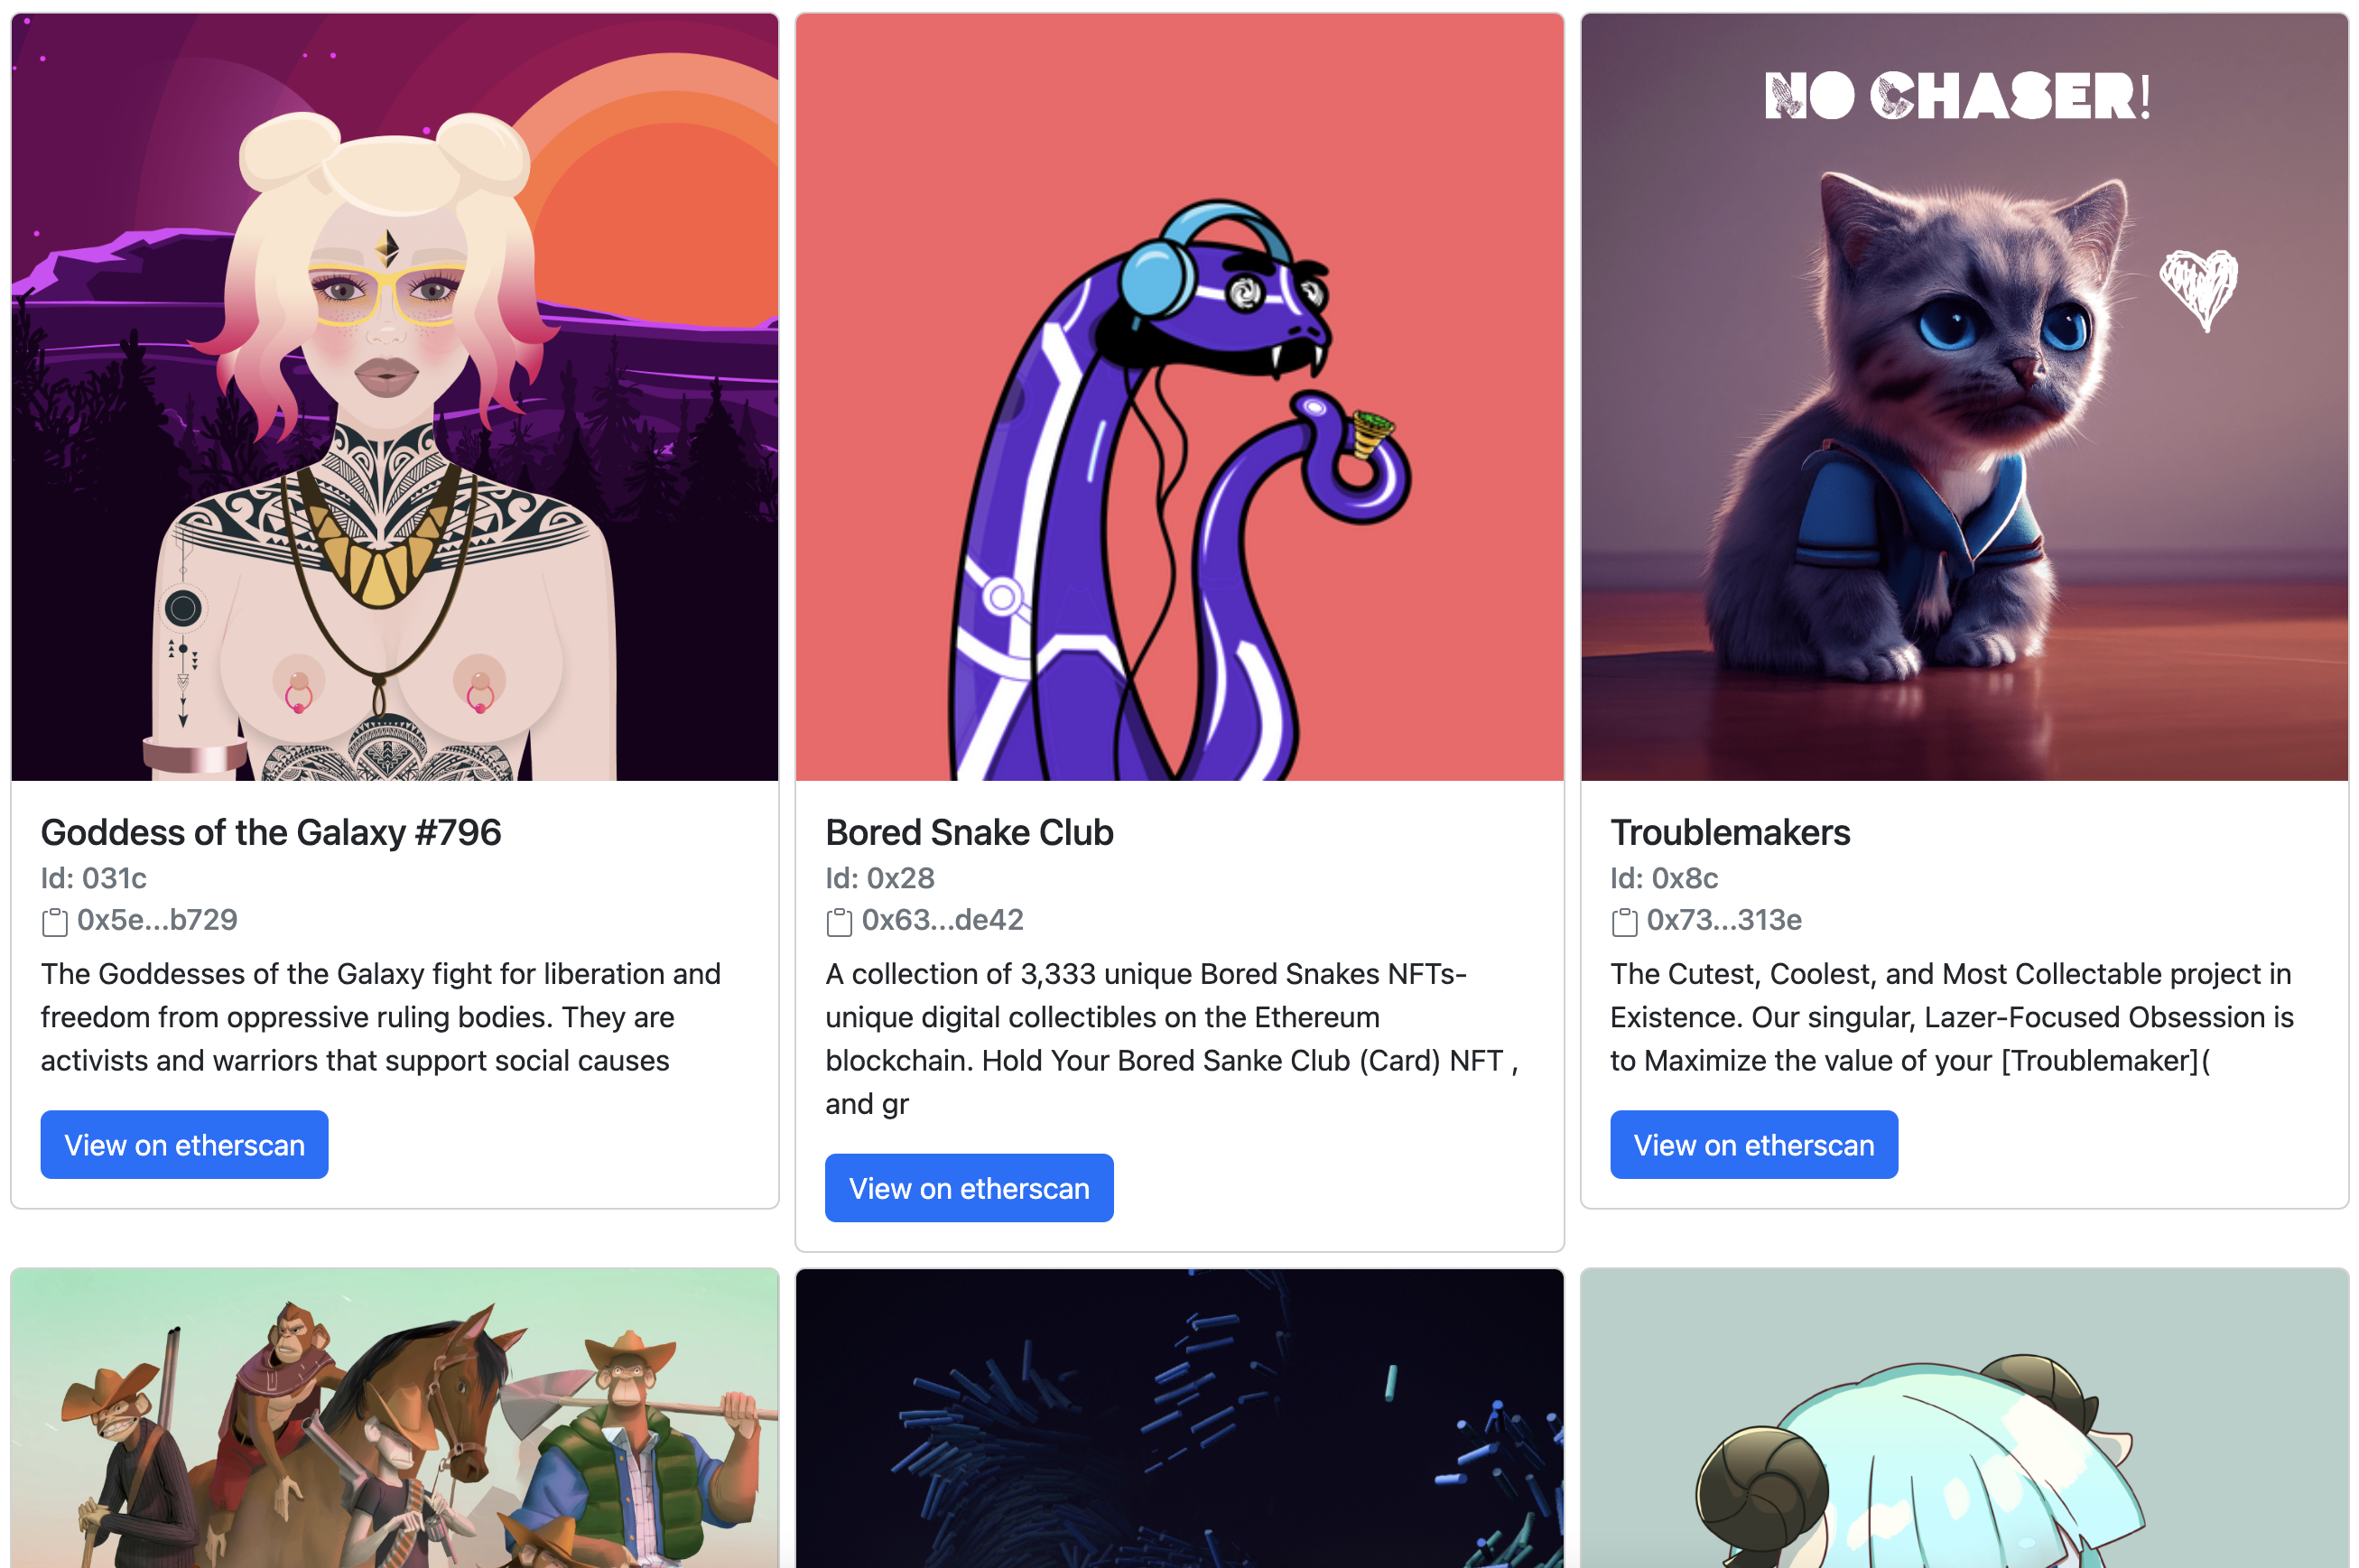 NO CHASER!
Goddess of the Galaxy #796
Id: 031c
0x5e...b729
The Goddesses of the Galaxy fight for liberation and
freedom from oppressive ruling bodies. They are
activists and warriors that support social causes
View on etherscan
Bored Snake Club
Id: 0x28
0x63...de42
A collection of 3,333 unique Bored Snakes NFTs-
unique digital collectibles on the Ethereum
blockchain. Hold Your Bored Sanke Club (Card) NFT ,
and gr
View on etherscan
Troublemakers
Id: 0x8c
0x73...313e
The Cutest, Coolest, and Most Collectable project in
Existence. Our singular, Lazer-Focused Obsession is
to Maximize the value of your [Troublemaker](
View on etherscan